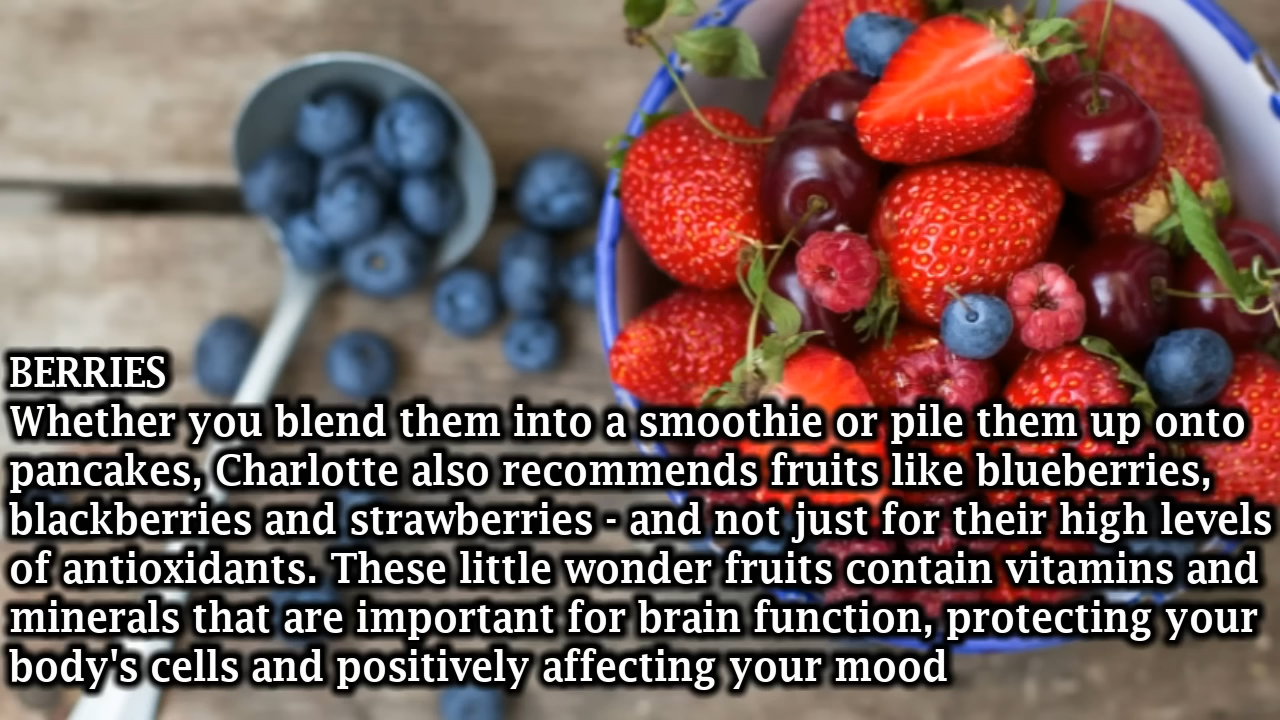 BERRIES
Whether you blend them into a smoothie or pile them up onto
pancakes, Charlotte also recommends fruits like blueberries,
blackberries and strawberries - and not just for their high levels
of antioxidants. These little wonder fruits contain vitamins and
minerals that are important for brain function, protecting your
body's cells and positively affecting your mood